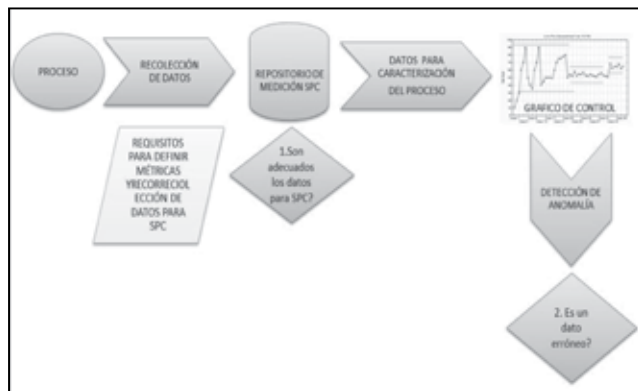 PROCESO
RECOLECCIÓN
DE DATOS
REPOSITORIO DE
MEDICIÓN SPC
DATOS PARA
CARACTERIZACIÓN
DEL PROCESO
GRAFICO DE CONTROL
REQUISITOS
PARA DEFINIR
MÉTRICAS
YRECORRECIOL
ECCIÓN DE
DATOS PARA
SPC
1.Son
adecuados
los datos
para SPC?
DETECCIÓN DE
ANOMALÍA
2. Es un
dato
erróneo?